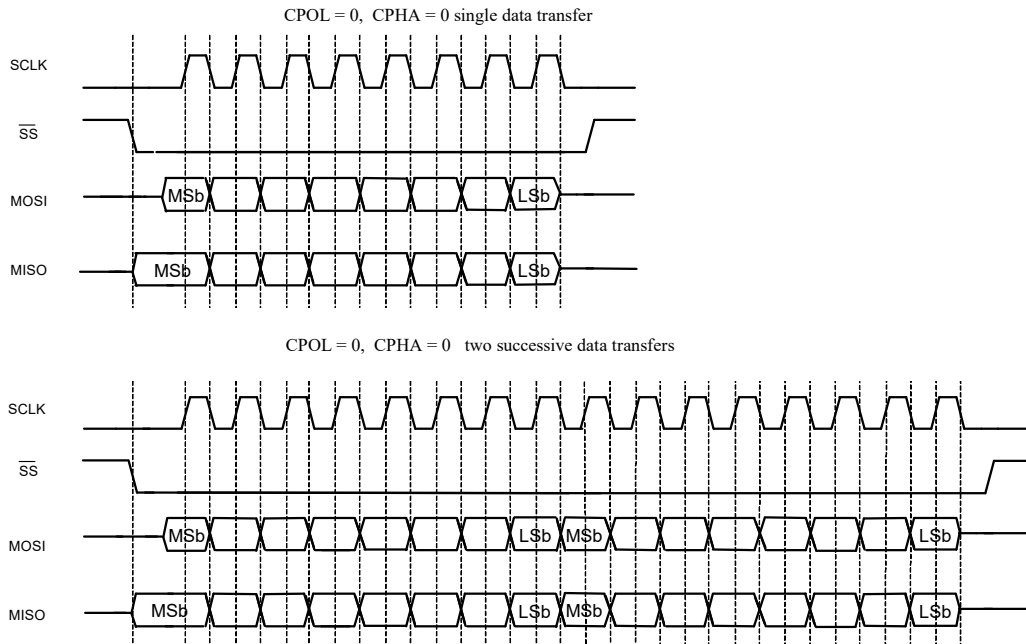 CPOL = 0, CPHA = 0 single data transfer
SCLK
SS
MOSI MSb LSb
MISO MSb LSb
CPOL = 0, CPHA = 0 two successive data transfers
SCLK
SS
MOSI MSb LSb MSb LSb
MISO MSb LSb MSb LSb